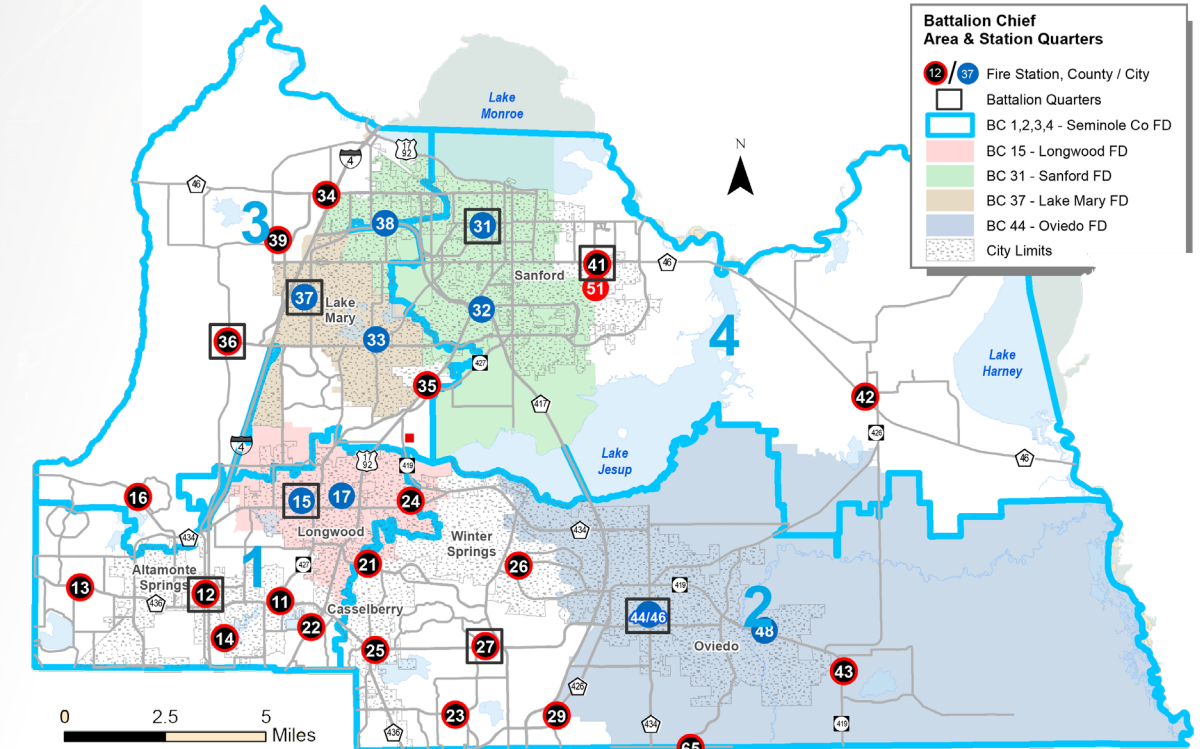 Battalion Chief
Area & Station Quarters
12 / 37 Fire Station, County / City
Battalion Quarters
BC 1,2,3,4 - Seminole Co FD
BC 15 - Longwood FD
BC 31 - Sanford FD
BC 37 - Lake Mary FD
BC 44 - Oviedo FD
City Limits
Lake
Monroe
N
17
92
4
46
34
3
39
38
31
Sanford
41
51
46
37
Lake
Mary
32
33
36
427
35
417
4
Lake
Harney
42
426
46
4
17
92
419
Lake
Jesup
16
15
17
24
Longwood
434
Winter
Springs
434
427
1
21
26
Altamonte
Springs
13
436
12
11
Casselberry
14
22
25
27
419
44/46
2
48
Oviedo
43
426
23
29
436
434
419
65
0
2.5
5
Miles